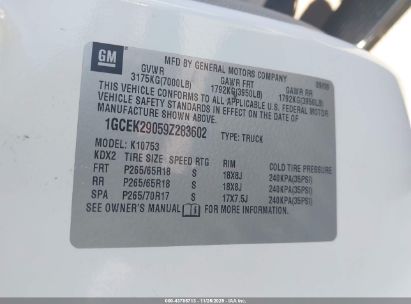 GM
MFD BY GENERAL MOTORS COMPANY
GVWR GAWR FRT GAWR RR
3175KG(7000LB) 1792KG(3950LB) 1792KG(3950LB)
THIS VEHICLE CONFORMS TO ALL APPLICABLE
U.S. FEDERAL MOTOR VEHICLE SAFETY
STANDARDS IN EFFECT ON THE DATE OF
MANUFACTURE SHOWN ABOVE.
1GCEK29059Z283602 TYPE: TRUCK
MODEL: K10753
KDX2 TIRE SIZE SPEED RTG RIM COLD TIRE PRESSURE
FRT P265/65R18 S 18X8J 240KPA(35PSI)
RR P265/65R18 S 18X8J 240KPA(35PSI)
SPA P265/70R17 S 17X7.5J 240KPA(35PSI)
SEE OWNER'S MANUAL FOR MORE INFORMATION.